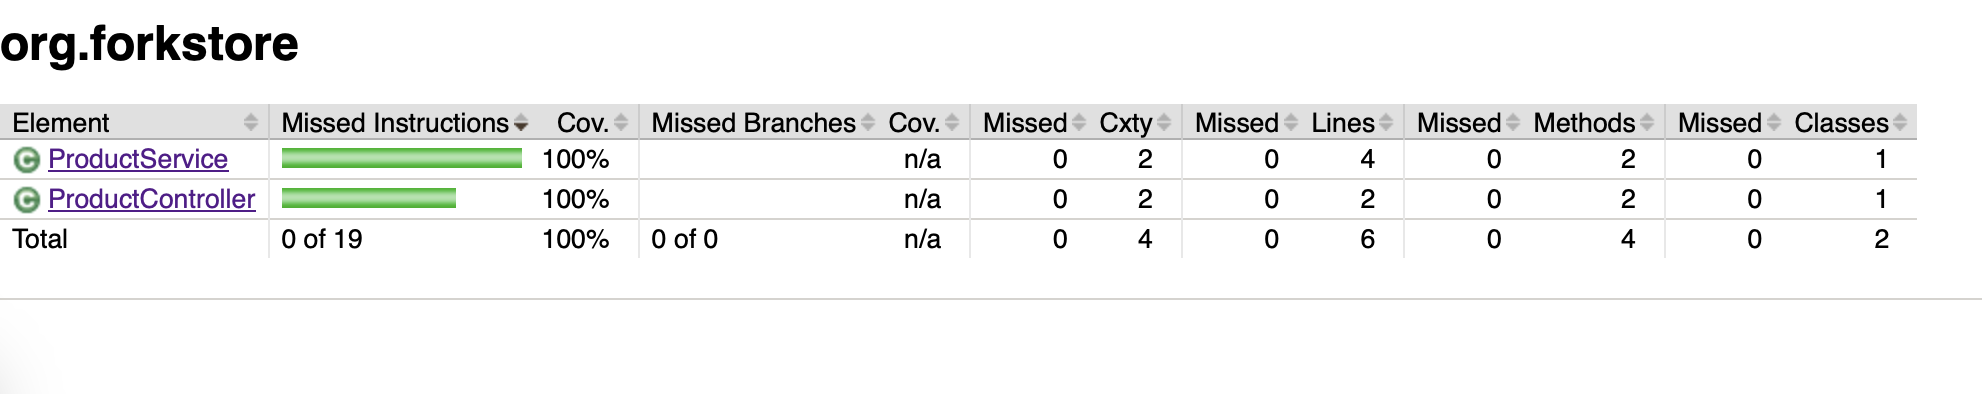 org.forkstore
Element Missed Instructions Cov. Missed Branches Cov. Missed Cxty Missed Lines Missed Methods Missed Classes
C ProductService 100% n/a 0 2 0 4 0 2 0 1
C ProductController 100% n/a 0 2 0 2 0 2 0 1
Total 0 of 19 100% 0 of 0 n/a 0 4 0 6 0 4 0 2